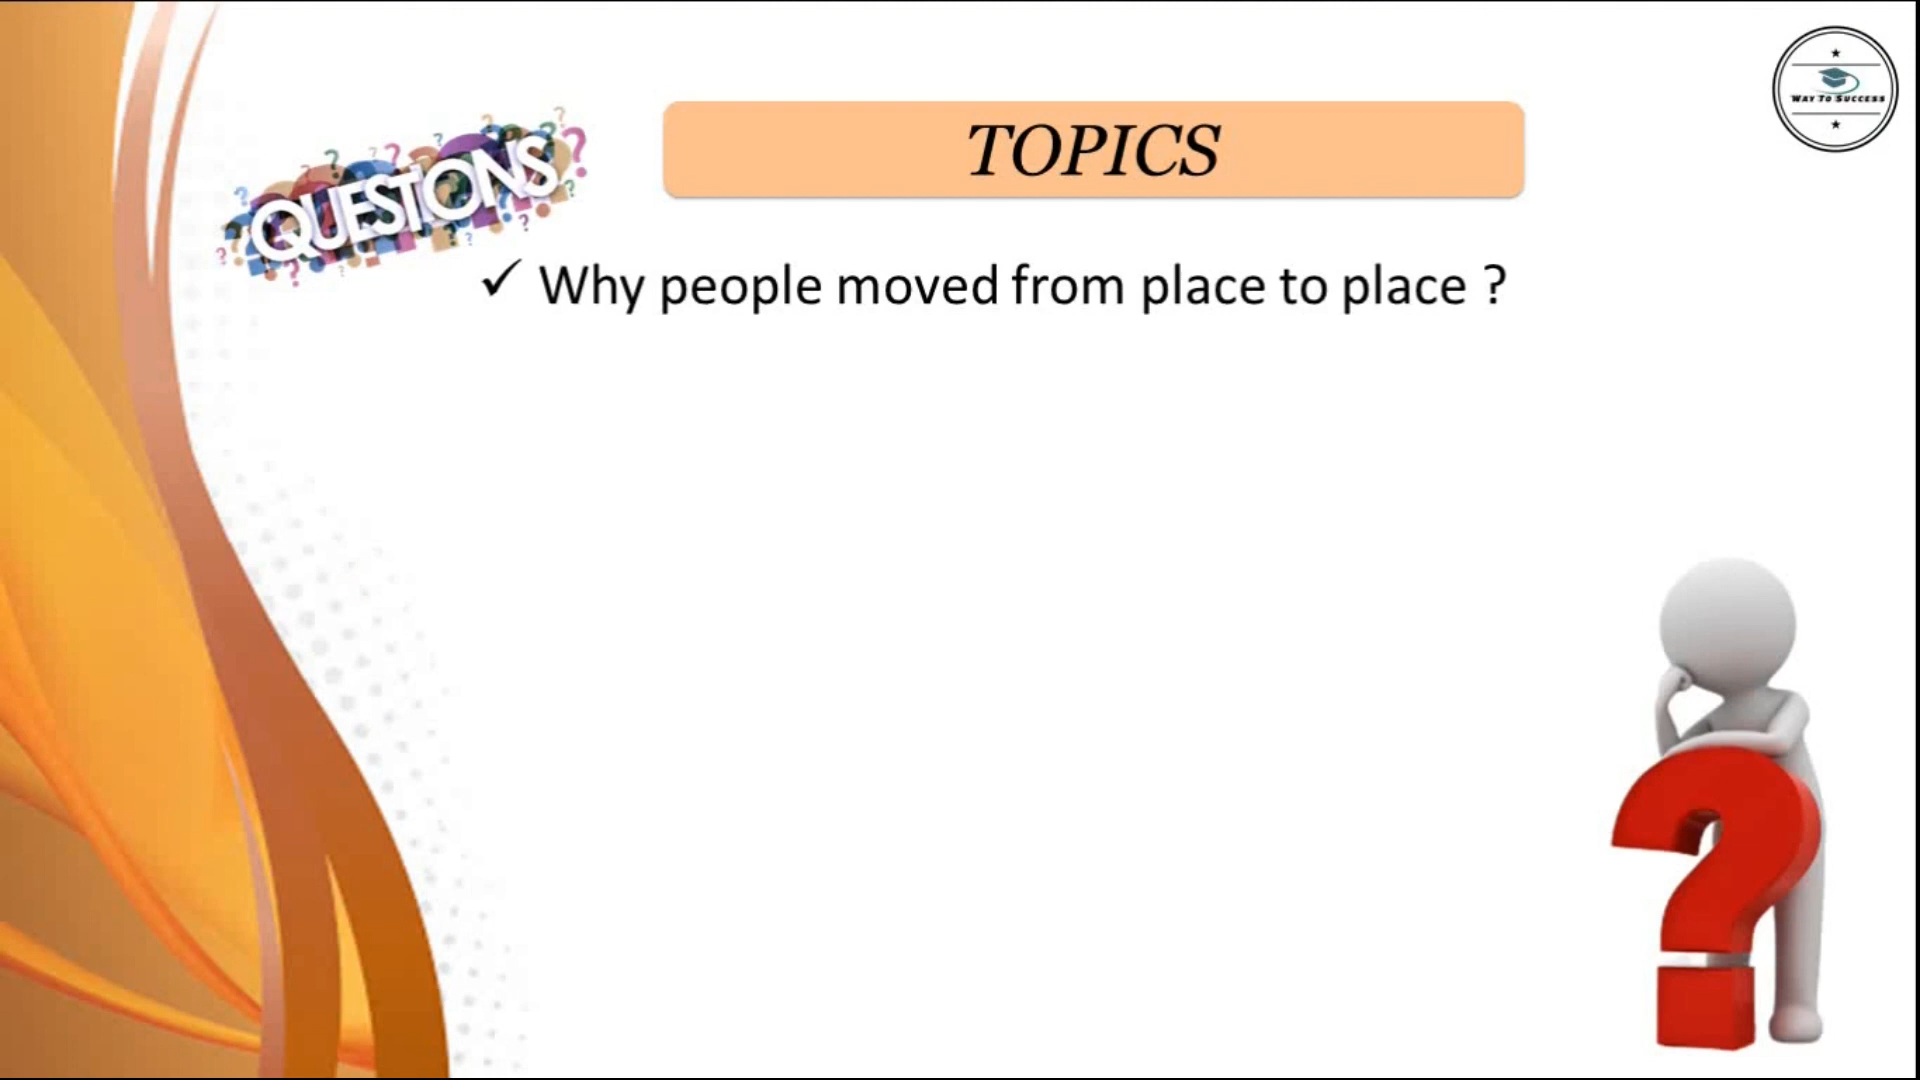 WAY TO SUCCESS
TOPICS
QUESTIONS
✓ Why people moved from place to place ?